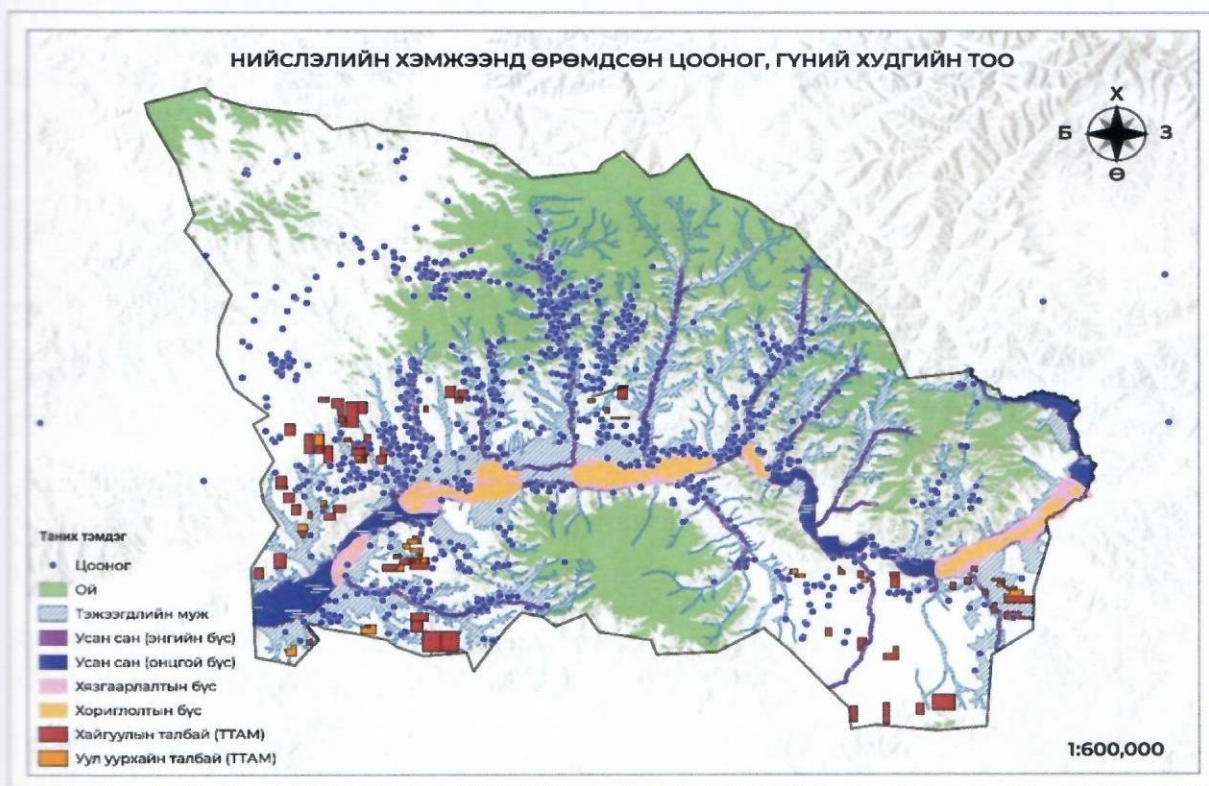 НИЙСЛЭЛИЙН ХЭМЖЭЭНД ӨРӨМДСӨН ЦООНОГ, ГҮНИЙ ХУДГИЙН ТОО
Х
Б З
Ө
Таних тэмдэг
Цооног
Ой
Тэжээгдлийн муж
Усан сан (энгийн бүс)
Усан сан (онцгой бүс)
Хязгаарлалтын бүс
Хориглолтын бүс
Хайгуулын талбай (ТТАМ)
Уул уурхайн талбай (ТТАМ)
1:600,000